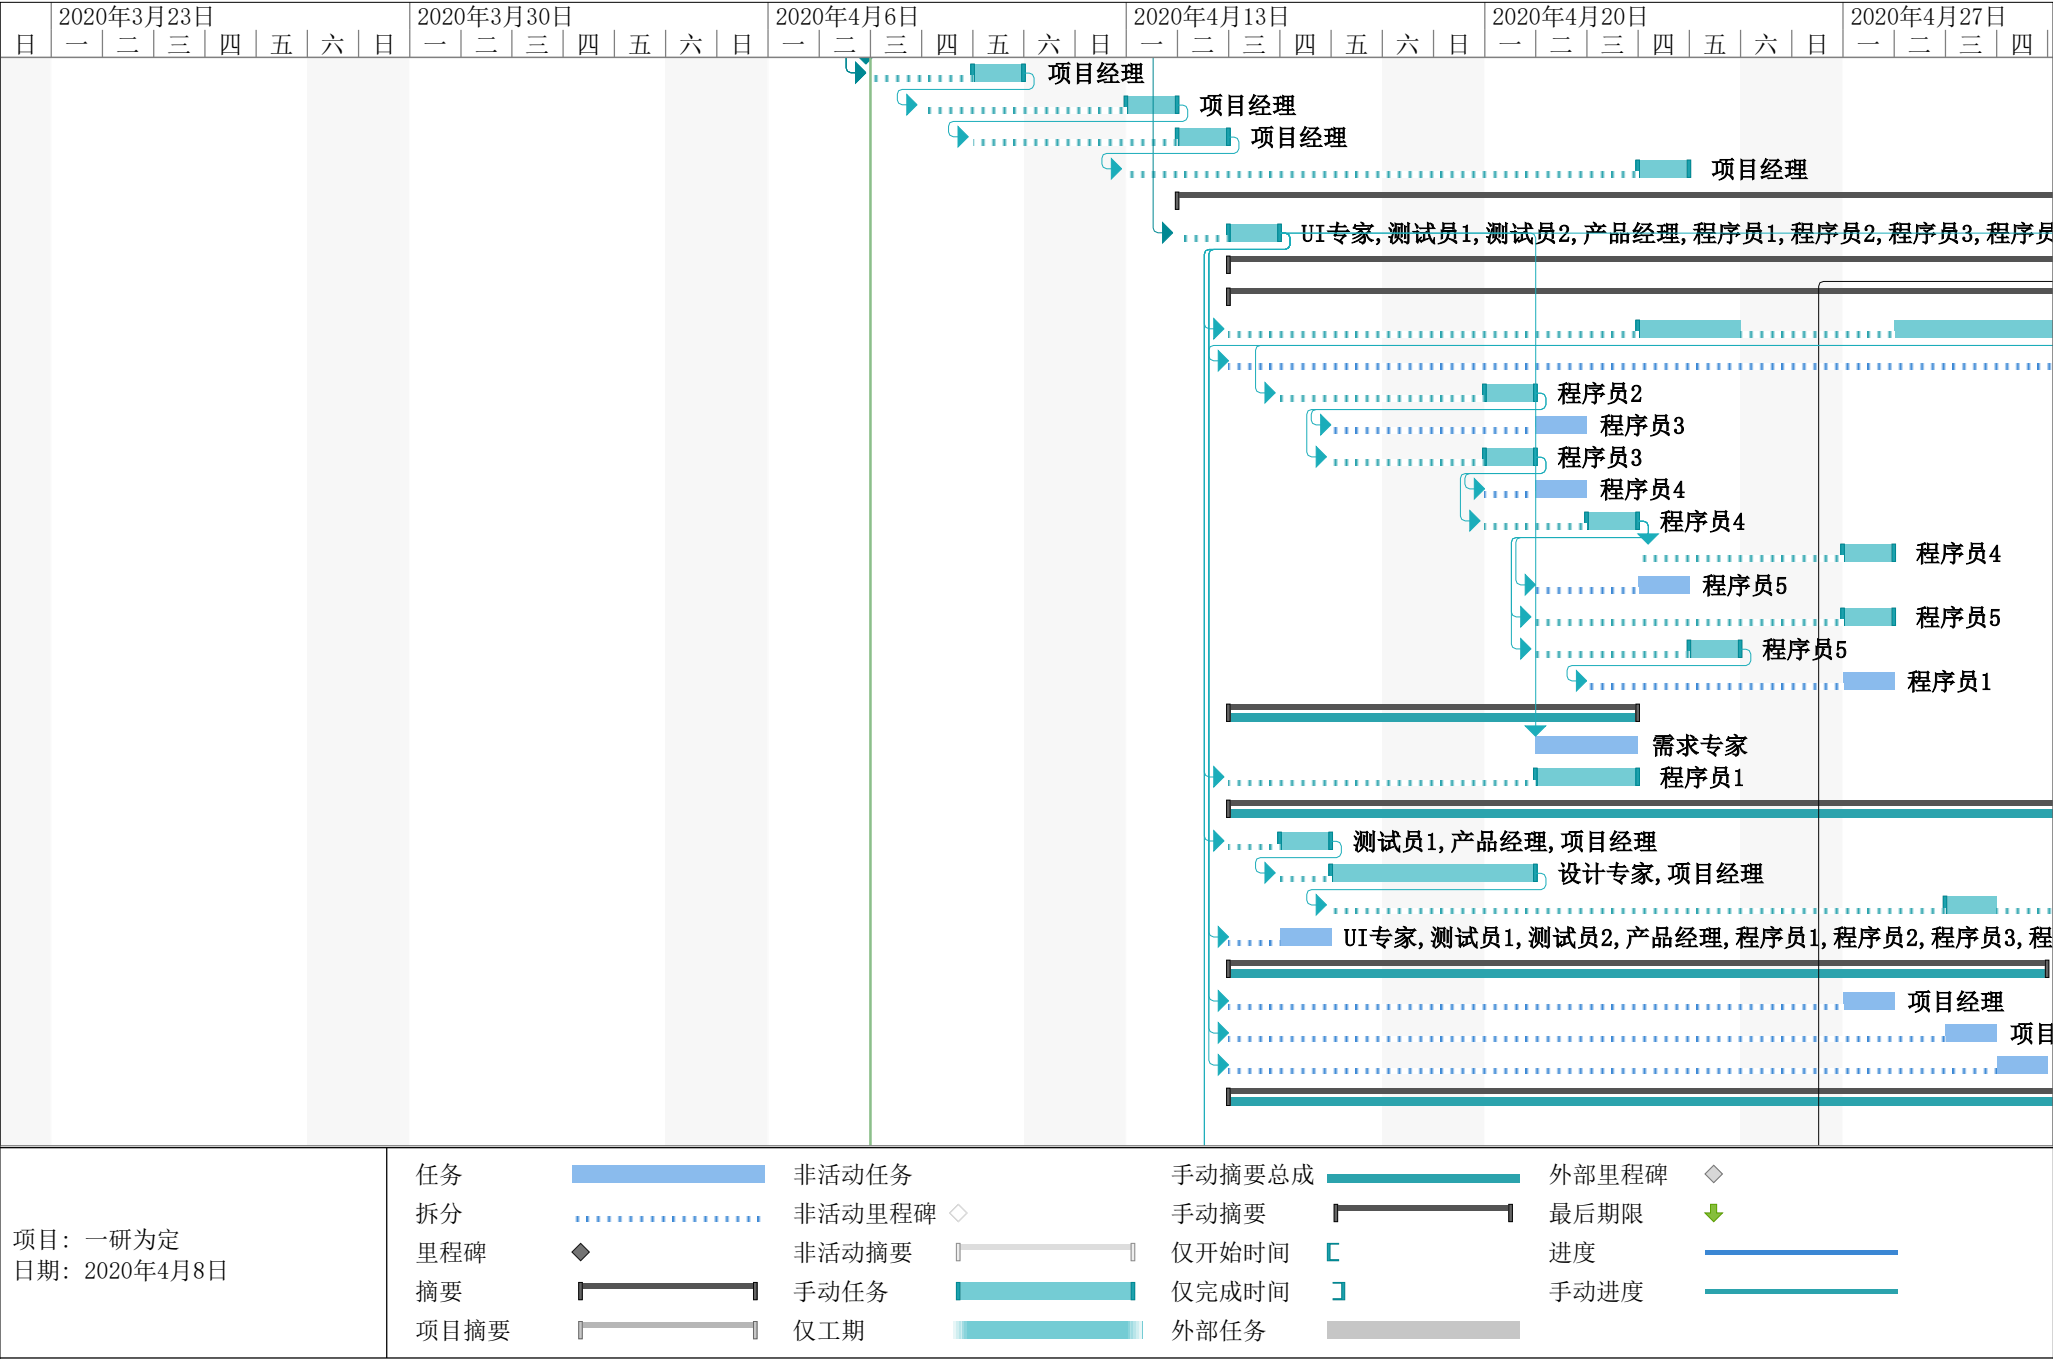 2020年3月23日 2020年3月30日 2020年4月6日 2020年4月13日 2020年4月20日 2020年4月27日
日 一 二 三 四 五 六 日 一 二 三 四 五 六 日 一 二 三 四 五 六 日 一 二 三 四 五 六 日 一 二 三 四 五 六 日 一 二 三 四
项目经理
项目经理
项目经理
项目经理
UI专家,测试员1,测试员2,产品经理,程序员1,程序员2,程序员3,程序员
程序员2
程序员3
程序员3
程序员4
程序员4
程序员4
程序员5
程序员5
程序员5
程序员1
需求专家
程序员1
测试员1,产品经理,项目经理
设计专家,项目经理
UI专家,测试员1,测试员2,产品经理,程序员1,程序员2,程序员3,程
项目经理
项目
项目: 一研为定
日期: 2020年4月8日
任务
拆分
里程碑
摘要
项目摘要
非活动任务
非活动里程碑
非活动摘要
手动任务
仅工期
手动摘要总成
手动摘要
仅开始时间
仅完成时间
外部任务
外部里程碑
最后期限
进度
手动进度